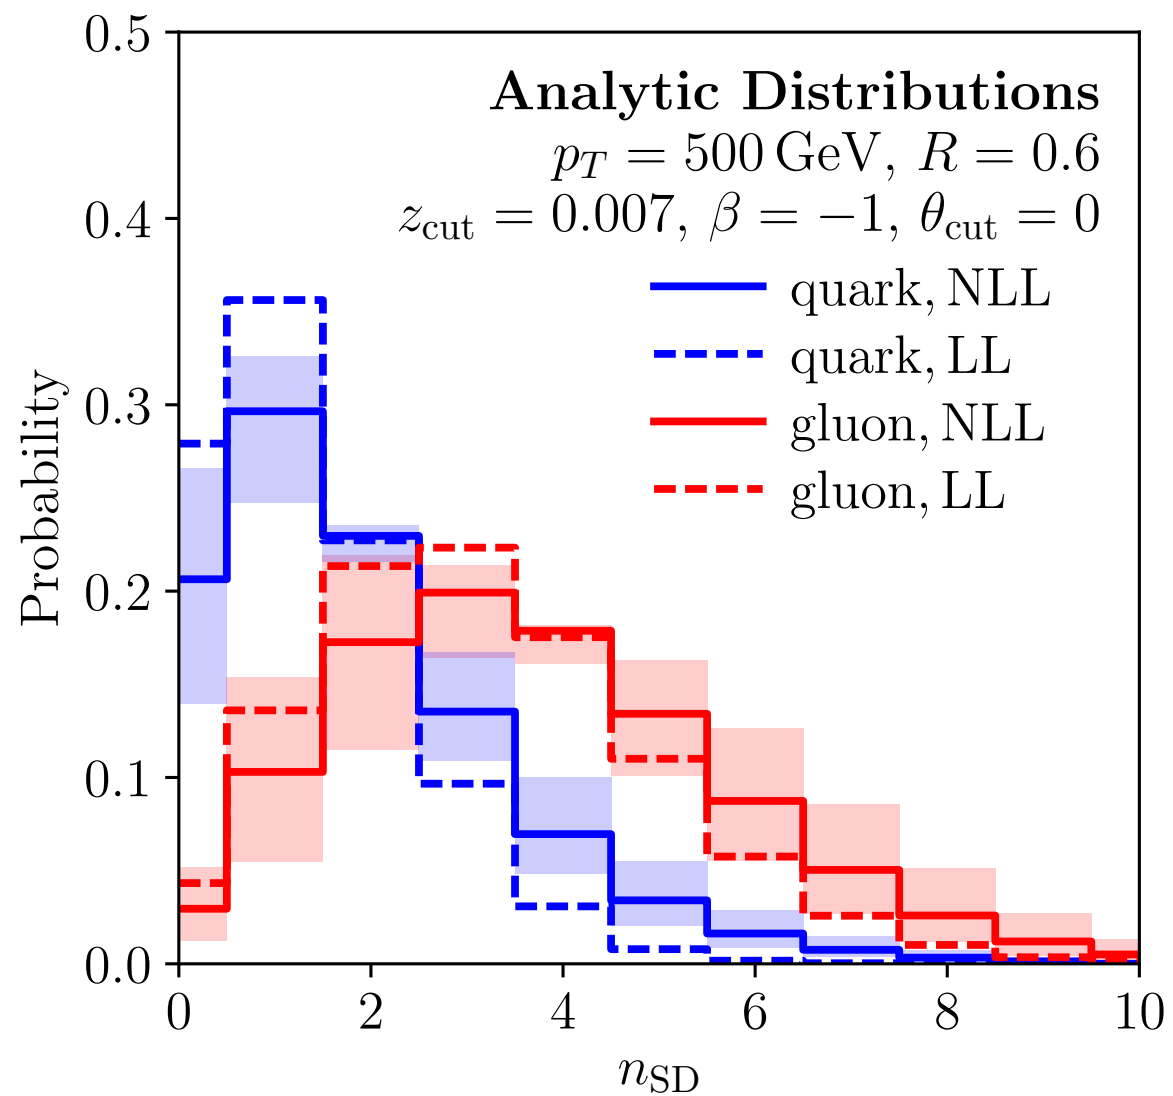 0.5
0.4
0.3
0.2
0.1
0.0
Probability
Analytic Distributions
p_T = 500 GeV, R = 0.6
z_cut = 0.007, β = −1, θ_cut = 0
quark, NLL
quark, LL
gluon, NLL
gluon, LL
0 2 4 6 8 10
n_SD